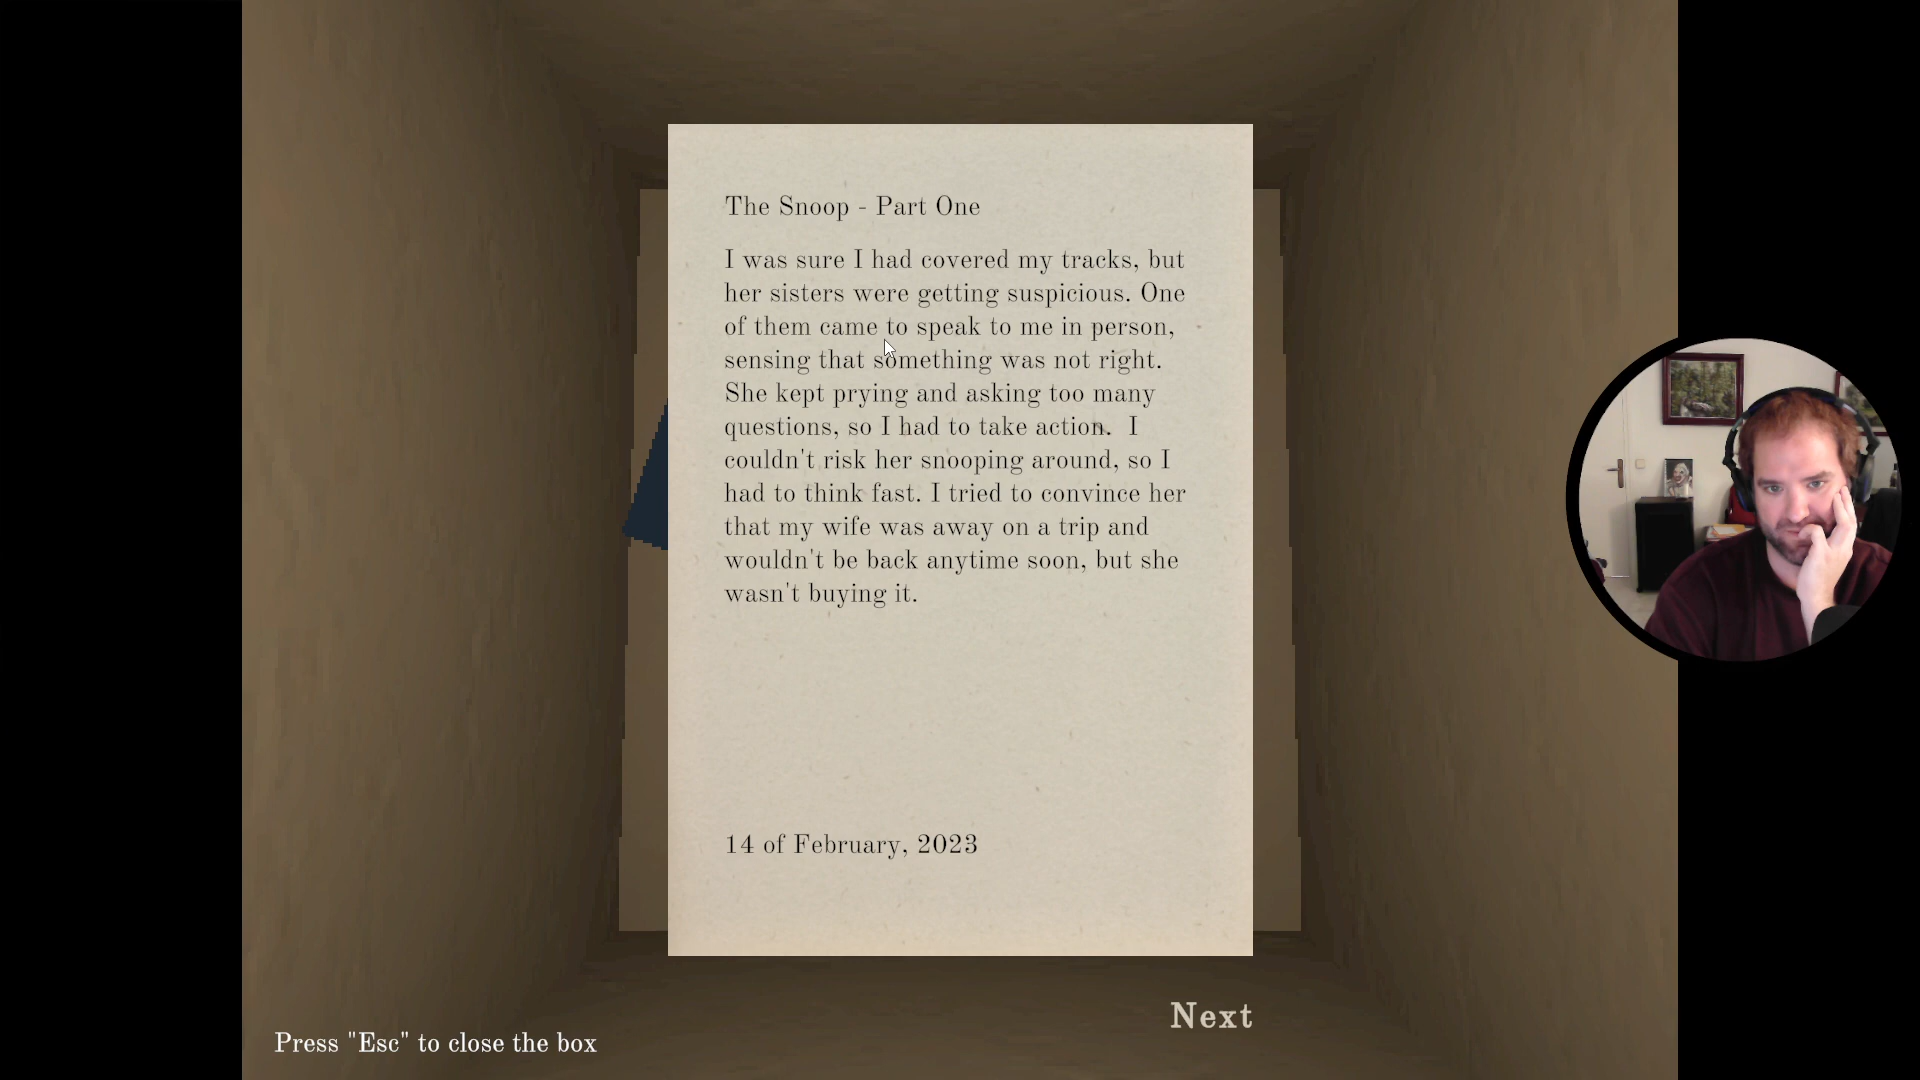 The Snoop - Part One
I was sure I had covered my tracks, but
her sisters were getting suspicious. One
of them came to speak to me in person,
sensing that something was not right.
She kept prying and asking too many
questions, so I had to take action.  I
couldn't risk her snooping around, so I
had to think fast. I tried to convince her
that my wife was away on a trip and
wouldn't be back anytime soon, but she
wasn't buying it.
14 of February, 2023
Next
Press "Esc" to close the box